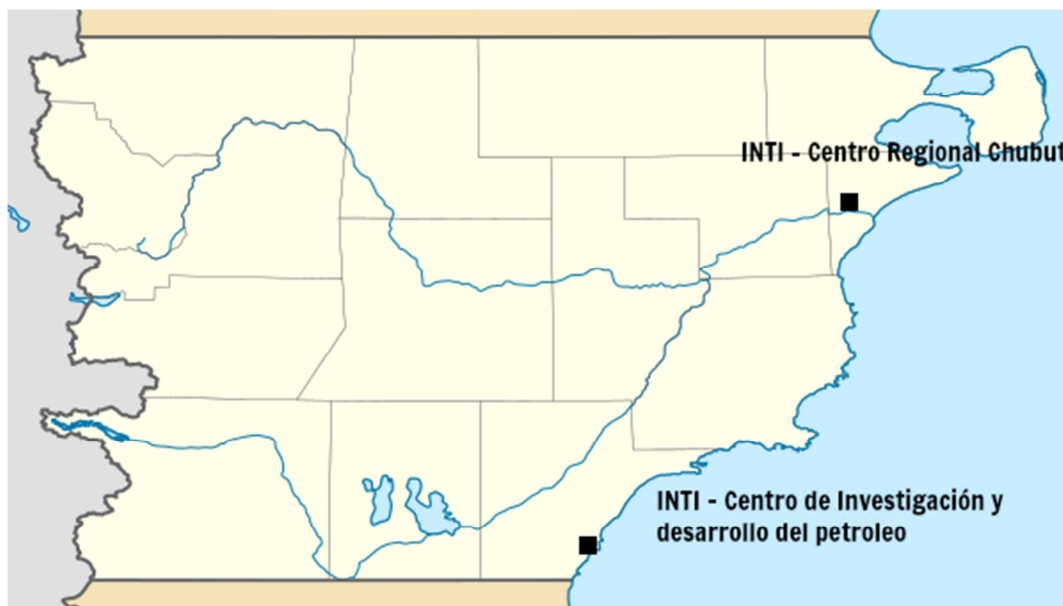 INTI - Centro Regional Chubut
INTI - Centro de Investigación y
desarrollo del petroleo